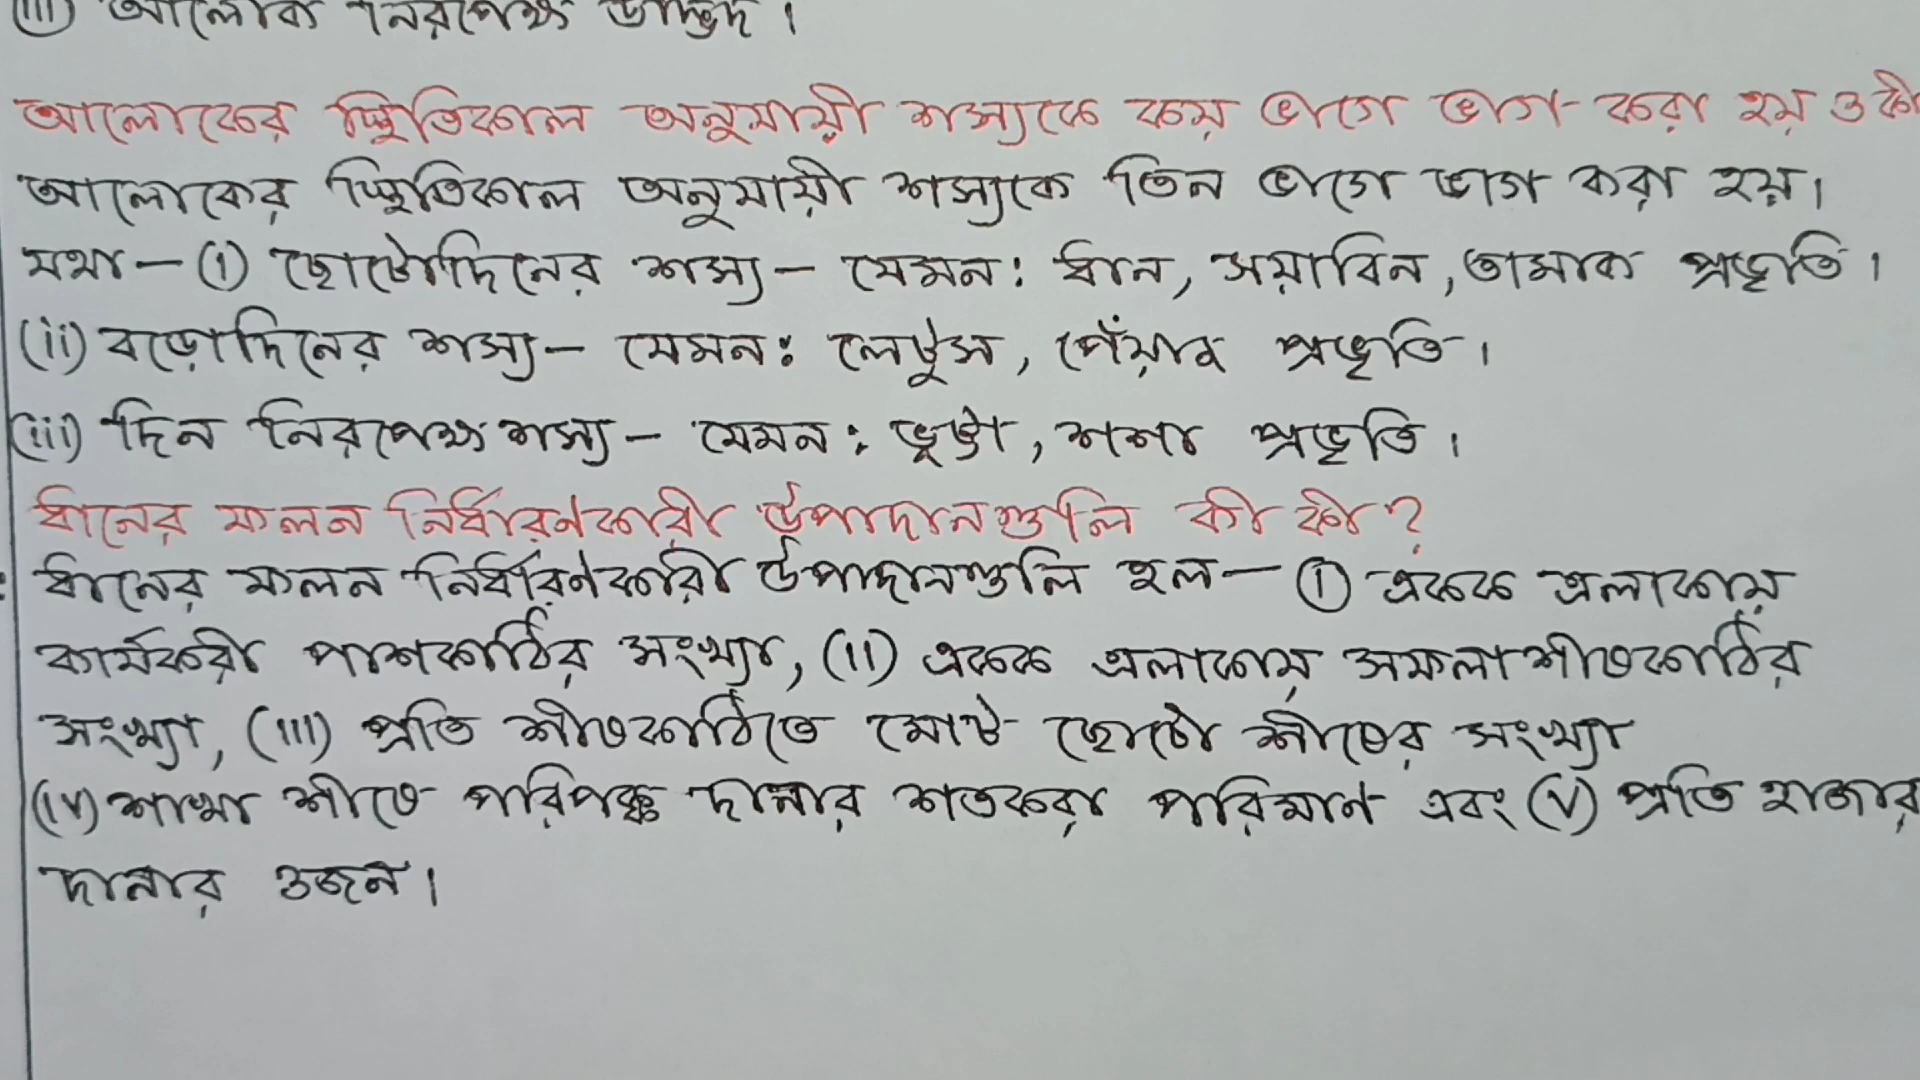 (iii) আলোক নিরপেক্ষ উদ্ভিদ।
আলোকের স্থিতিকাল অনুযায়ী শস্যকে কয় ভাগে ভাগ করা হয় ও কী
আলোকের স্থিতিকাল অনুযায়ী শস্যকে তিন ভাগে ভাগ করা হয়।
যথা – (i) ছোটোদিনের শস্য – যেমন: ধান, সয়াবিন, তামাক প্রভৃতি।
(ii) বড়োদিনের শস্য – যেমন: লেটুস, পেঁয়াজ প্রভৃতি।
(iii) দিন নিরপেক্ষ শস্য – যেমন: ভূট্টা, শশা প্রভৃতি।
ধানের ফলন নির্ধারণকারী উপাদানগুলি কী কী?
ধানের ফলন নির্ধারণকারী উপাদানগুলি হল – (i) একক এলাকায়
কার্যকরী পাশকাঠির সংখ্যা, (ii) একক এলাকায় সফলা শীষকাঠির
সংখ্যা, (iii) প্রতি শীষকাঠিতে মোট ছোটো শীষের সংখ্যা
(iv) শাখা শীষে পরিপক্ক দানার শতকরা পরিমাণ এবং (v) প্রতি হাজার
দানার ওজন।